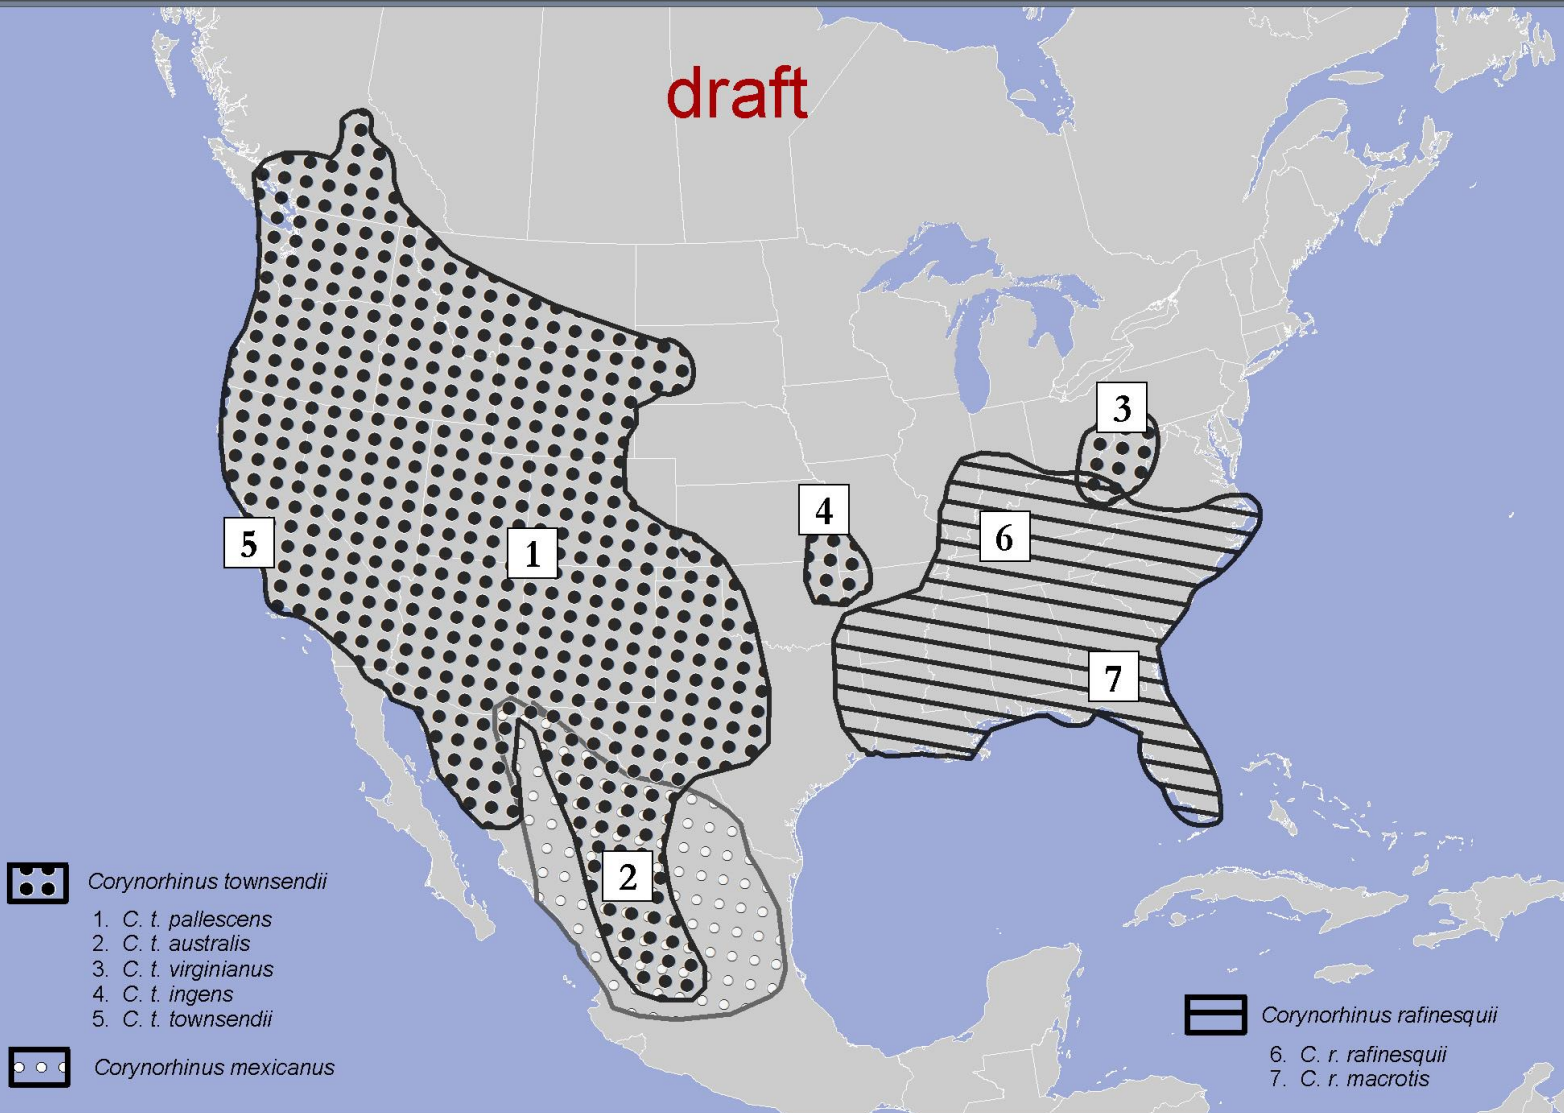 draft
3
4
6
5
1
7
2
Corynorhinus townsendii
1. C. t. pallescens
2. C. t. australis
3. C. t. virginianus
4. C. t. ingens
5. C. t. townsendii
Corynorhinus mexicanus
Corynorhinus rafinesquii
6. C. r. rafinesquii
7. C. r. macrotis